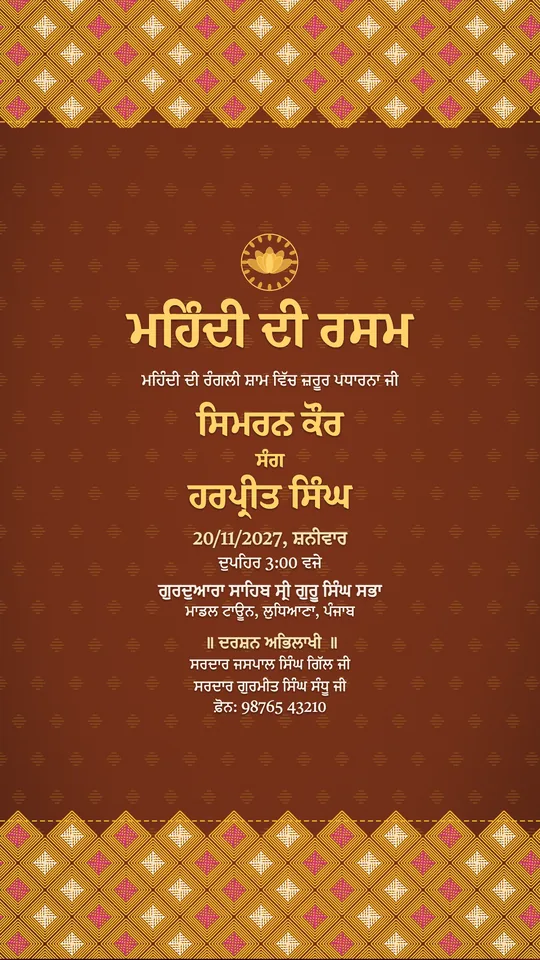 ਮਹਿੰਦੀ ਦੀ ਰਸਮ
ਮਹਿੰਦੀ ਦੀ ਰੰਗਲੀ ਸ਼ਾਮ ਵਿੱਚ ਜ਼ਰੂਰ ਪਧਾਰਨਾ ਜੀ
ਸਿਮਰਨ ਕੌਰ
ਸੰਗ
ਹਰਪ੍ਰੀਤ ਸਿੰਘ
20/11/2027, ਸ਼ਨੀਵਾਰ
ਦੁਪਹਿਰ 3:00 ਵਜੇ
ਗੁਰਦੁਆਰਾ ਸਾਹਿਬ ਸ੍ਰੀ ਗੁਰੂ ਸਿੰਘ ਸਭਾ
ਮਾਡਲ ਟਾਊਨ, ਲੁਧਿਆਣਾ, ਪੰਜਾਬ
॥ ਦਰਸ਼ਨ ਅਭਿਲਾਖੀ ॥
ਸਰਦਾਰ ਜਸਪਾਲ ਸਿੰਘ ਗਿੱਲ ਜੀ
ਸਰਦਾਰ ਗੁਰਮੀਤ ਸਿੰਘ ਸੰਧੂ ਜੀ
ਫ਼ੋਨ: 98765 43210